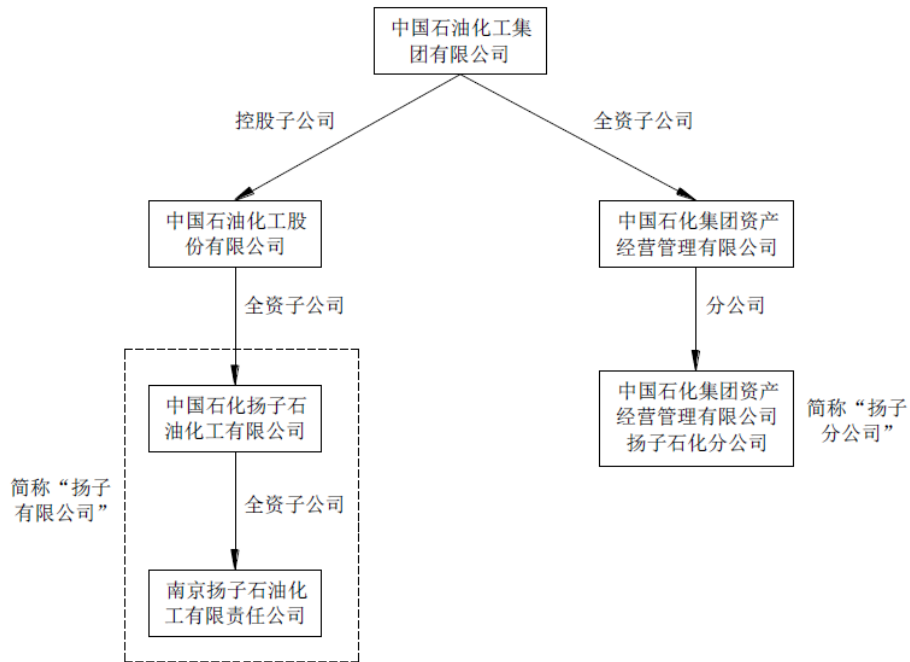 中国石油化工集
团有限公司
控股子公司
全资子公司
中国石油化工股
份有限公司
中国石化集团资产
经营管理有限公司
全资子公司
分公司
中国石化扬子石
油化工有限公司
中国石化集团资产
经营管理有限公司
扬子石化分公司
简称“扬子
分公司”
简称“扬子
有限公司”
全资子公司
南京扬子石油化
工有限责任公司